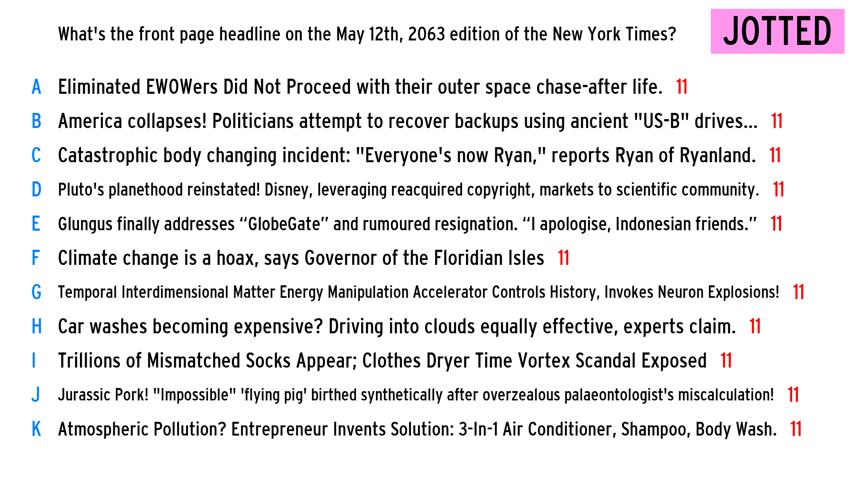 What's the front page headline on the May 12th, 2063 edition of the New York Times?
JOTTED
A Eliminated EWOWers Did Not Proceed with their outer space chase-after life. 11
B America collapses! Politicians attempt to recover backups using ancient "US-B" drives... 11
C Catastrophic body changing incident: "Everyone's now Ryan," reports Ryan of Ryanland. 11
D Pluto's planethood reinstated! Disney, leveraging reacquired copyright, markets to scientific community. 11
E Glungus finally addresses “GlobeGate” and rumoured resignation. “I apologise, Indonesian friends.” 11
F Climate change is a hoax, says Governor of the Floridian Isles 11
G Temporal Interdimensional Matter Energy Manipulation Accelerator Controls History, Invokes Neuron Explosions! 11
H Car washes becoming expensive? Driving into clouds equally effective, experts claim. 11
I Trillions of Mismatched Socks Appear; Clothes Dryer Time Vortex Scandal Exposed 11
J Jurassic Pork! "Impossible" 'flying pig' birthed synthetically after overzealous palaeontologist's miscalculation! 11
K Atmospheric Pollution? Entrepreneur Invents Solution: 3-In-1 Air Conditioner, Shampoo, Body Wash. 11